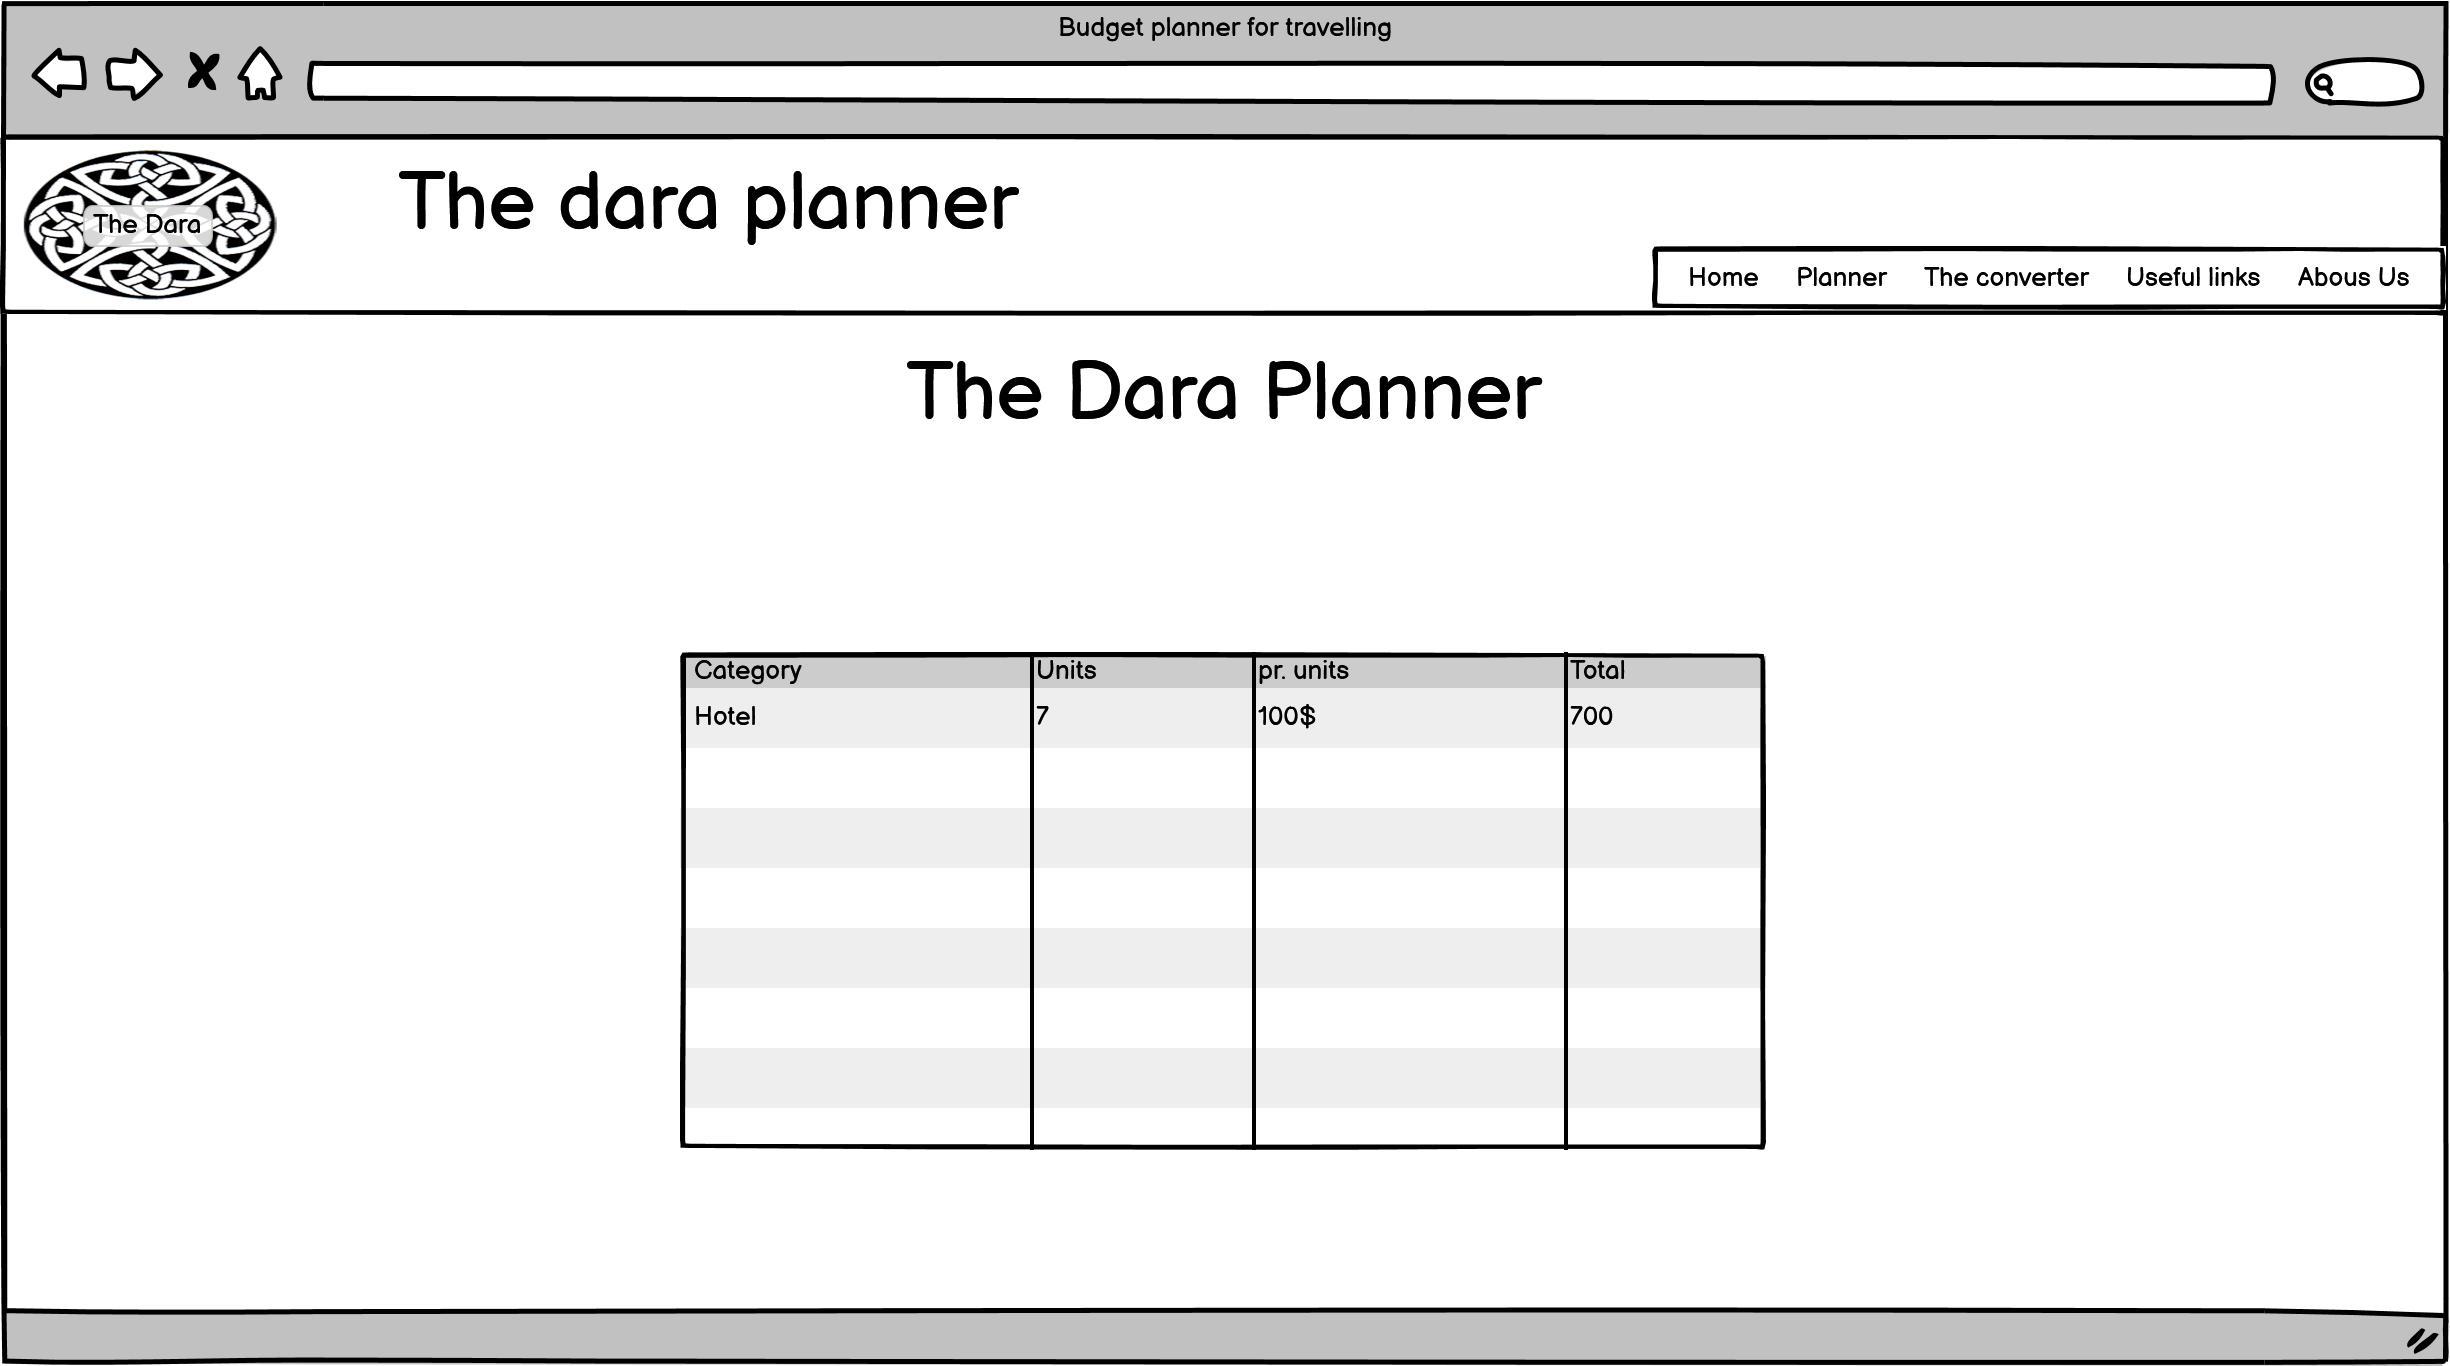 Budget planner for travelling
The Dara
The dara planner
Home Planner The converter Useful links Abous Us
The Dara Planner
Category Units pr. units Total
Hotel 7 100$ 700